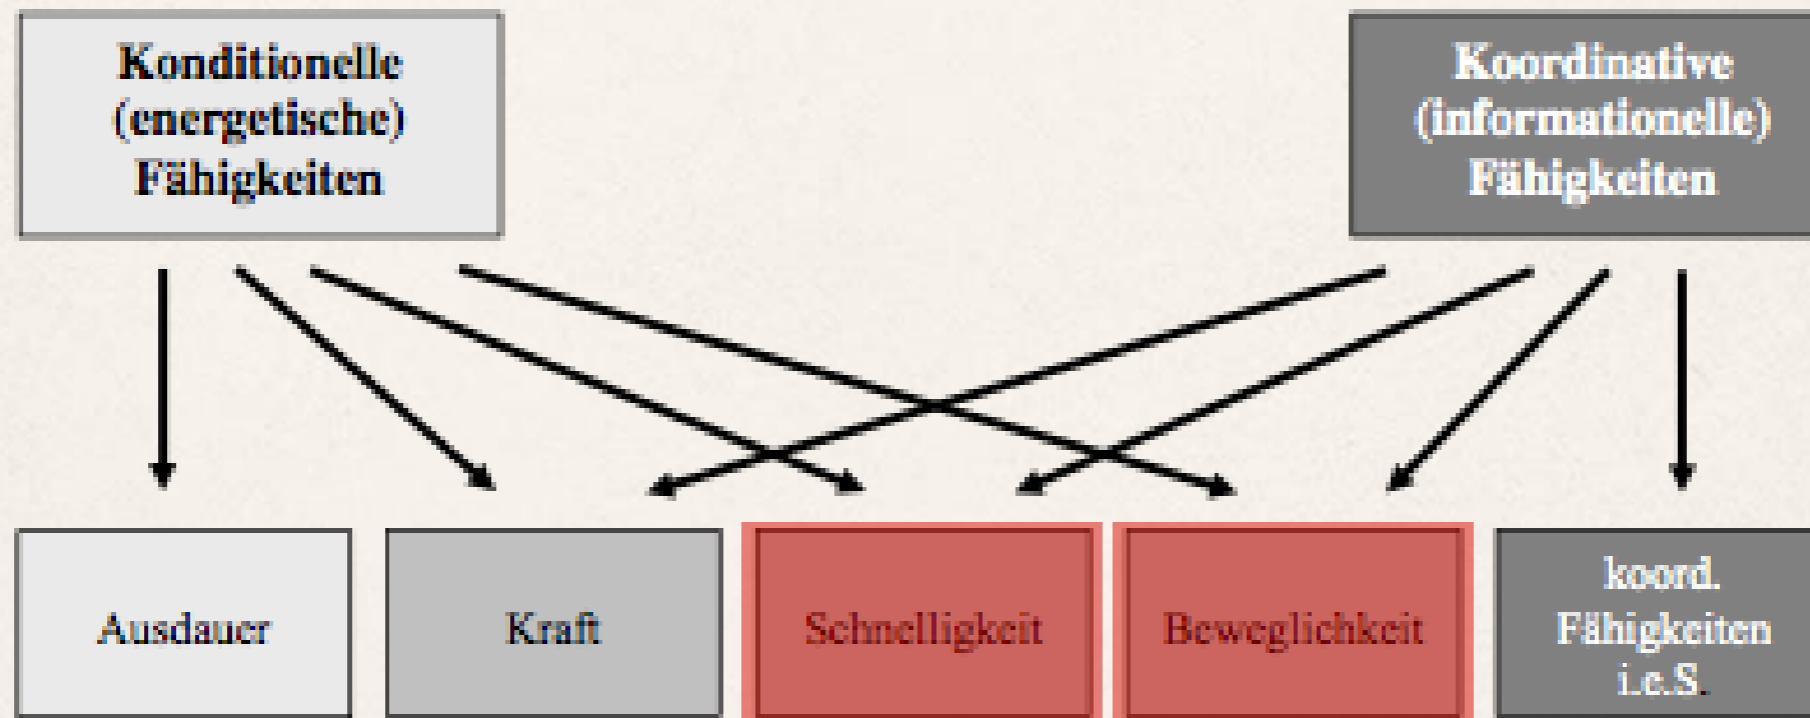 Konditionelle
(energetische)
Fähigkeiten
Koordinative
(informationelle)
Fähigkeiten
Ausdauer
Kraft
Schnelligkeit
Beweglichkeit
koord.
Fähigkeiten
i.e.S.